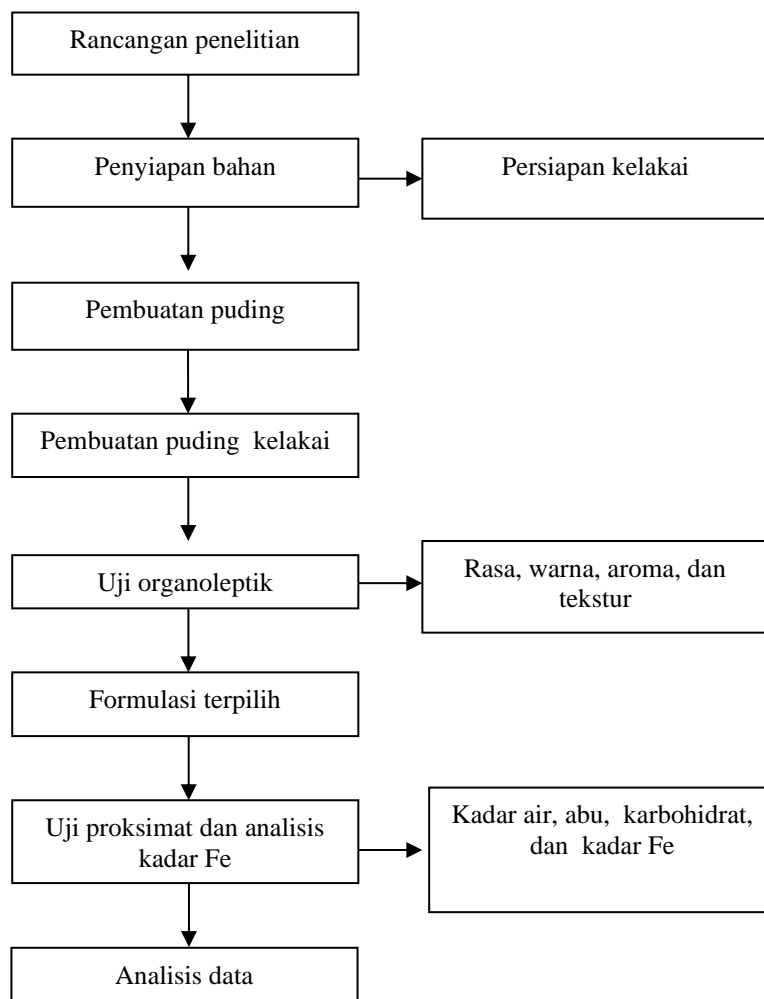 Rancangan penelitian
Penyiapan bahan
Persiapan kelakai
Pembuatan puding
Pembuatan puding kelakai
Uji organoleptik
Rasa, warna, aroma, dan
tekstur
Formulasi terpilih
Uji proksimat dan analisis
kadar Fe
Kadar air, abu, karbohidrat,
dan kadar Fe
Analisis data